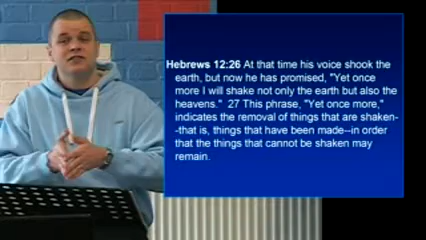 Hebrews 12:26 At that time his voice shook the
earth, but now he has promised, "Yet once
more I will shake not only the earth but also the
heavens." 27 This phrase, "Yet once more,"
indicates the removal of things that are shaken-
-that is, things that have been made--in order
that the things that cannot be shaken may
remain.